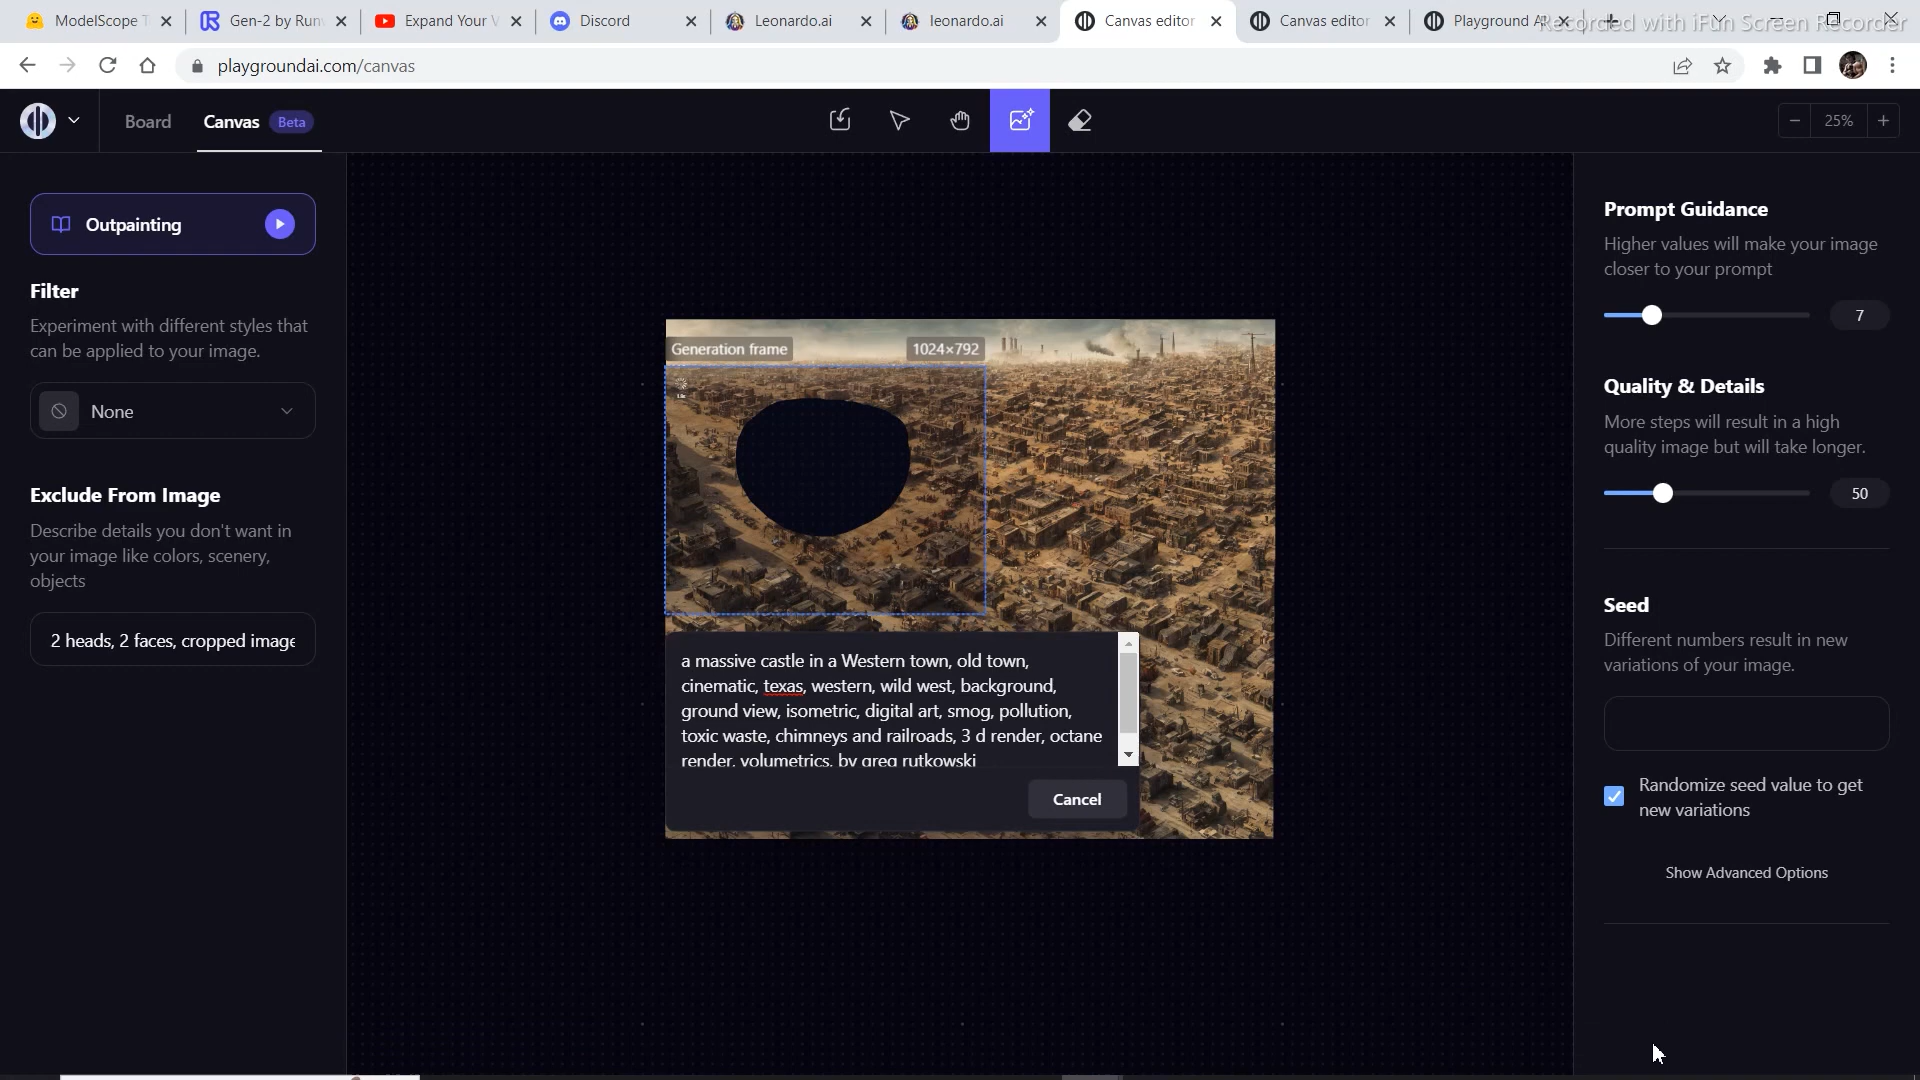 ModelScope T
Gen-2 by Run
Expand Your V
Discord
Leonardo.ai
leonardo.ai
Canvas editor
Canvas editor
Playground AI
Recorded with iFun Screen Recorder
playgroundai.com/canvas
Board
Canvas
Beta
25%
Outpainting
Filter
Experiment with different styles that
can be applied to your image.
None
Exclude From Image
Describe details you don't want in
your image like colors, scenery,
objects
2 heads, 2 faces, cropped image
Generation frame
1024×792
a massive castle in a Western town, old town,
cinematic, texas, western, wild west, background,
ground view, isometric, digital art, smog, pollution,
toxic waste, chimneys and railroads, 3 d render, octane
render, volumetrics, by greg rutkowski
Cancel
Prompt Guidance
Higher values will make your image
closer to your prompt
7
Quality & Details
More steps will result in a high
quality image but will take longer.
50
Seed
Different numbers result in new
variations of your image.
Randomize seed value to get
new variations
Show Advanced Options